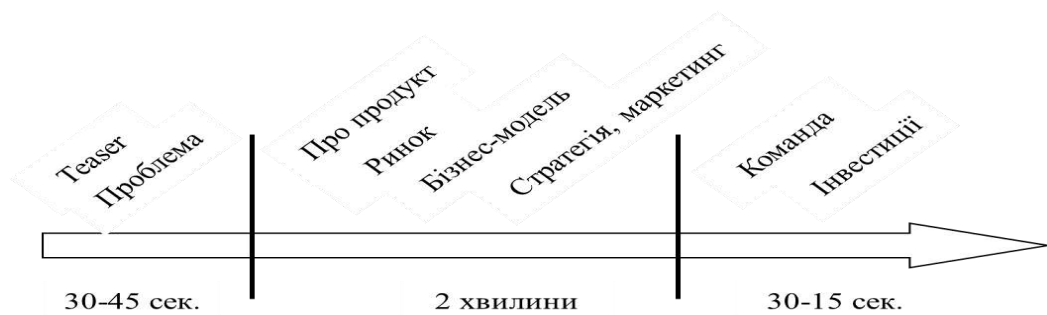 Teaser
Проблема
Про продукт
Ринок
Бізнес-модель
Стратегія, маркетинг
Команда
Інвестиції
30-45 сек.
2 хвилини
30-15 сек.